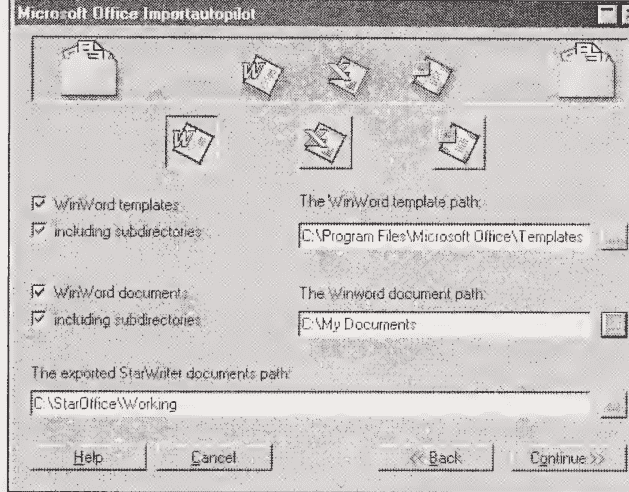 Microsoft Office Importautopilot
WinWord templates
including subdirectories
The WinWord template path:
C:\Program Files\Microsoft Office\Templates
...
WinWord documents
including subdirectories
The Winword document path:
C:\My Documents
...
The exported StarWriter documents path:
C:\StarOffice\Working
...
Help
Cancel
<< Back
Continue >>